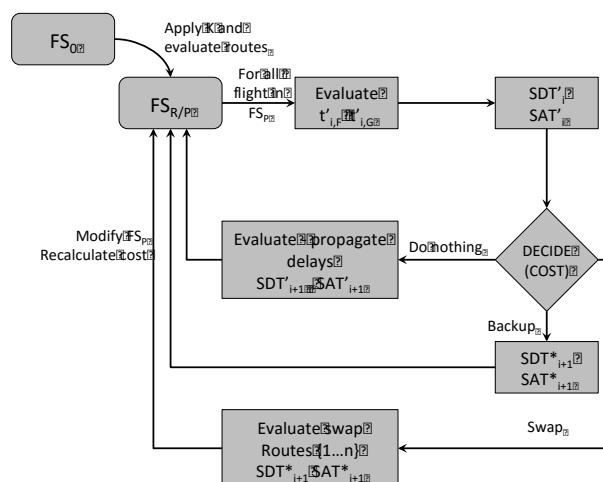 FS0
Apply K and
evaluate routes
FSR/P
For all
flight in
FSP
Evaluate
t'i,F t'i,G
SDT'i
SAT'i
Modify FSP
Recalculate cost
Evaluate - propagate
delays
SDT'i+1 SAT'i+1
Do nothing
DECIDE
(COST)
Backup
SDT*i+1
SAT*i+1
Evaluate swap
Routes {1...n}
SDT*i+1 SAT*i+1
Swap